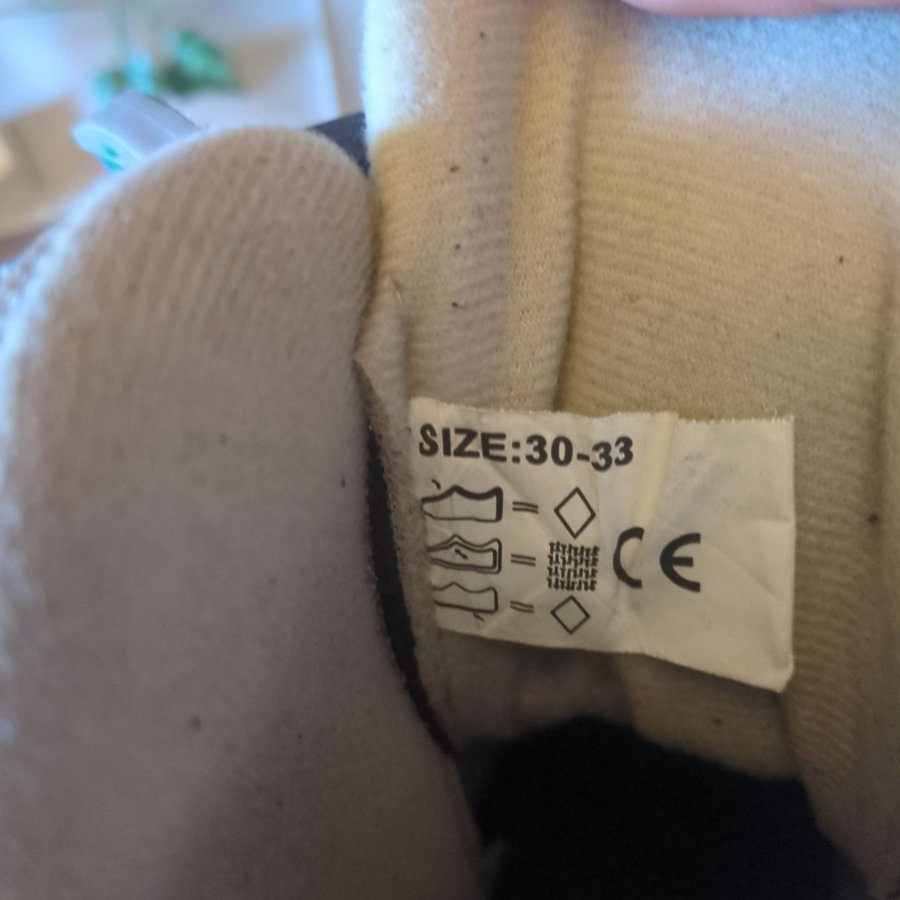 SIZE:30-33
=
=
CE
=